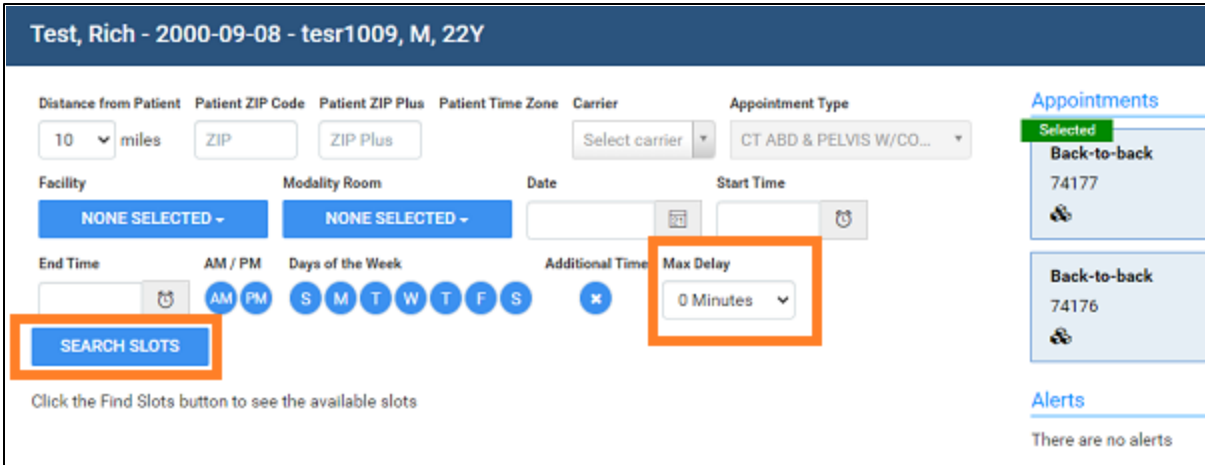 Test, Rich - 2000-09-08 - tesr1009, M, 22Y
Distance from Patient Patient ZIP Code Patient ZIP Plus Patient Time Zone Carrier Appointment Type
10 miles ZIP ZIP Plus Select carrier CT ABD & PELVIS W/CO...
Facility Modality Room Date Start Time
NONE SELECTED NONE SELECTED
End Time AM / PM Days of the Week Additional Time Max Delay
AM PM S M T W T F S 0 Minutes
SEARCH SLOTS
Click the Find Slots button to see the available slots
Appointments
Selected
Back-to-back
74177
Back-to-back
74176
Alerts
There are no alerts